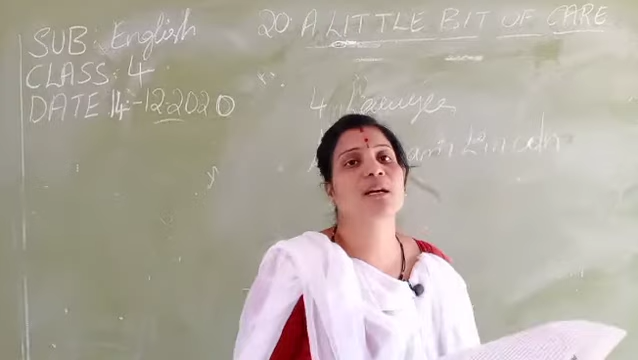 SUB: English
CLASS: 4
DATE 14-12-2020
20. A LITTLE BIT OF CARE
4. Lawyer
Lincoln